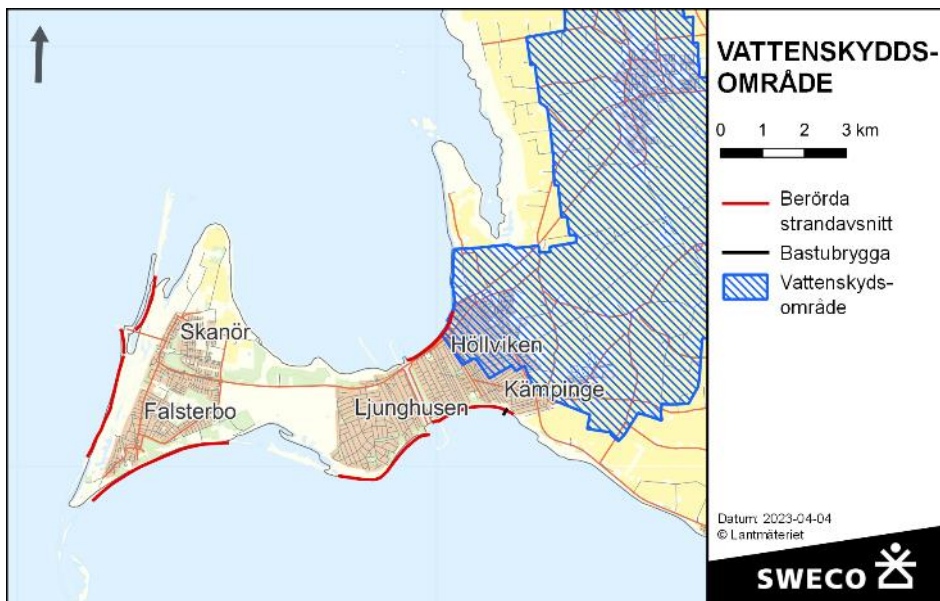 VATTENSKYDDS-
OMRÅDE
0 1 2 3 km
Berörda
strandavsnitt
Bastubrygga
Vattenskyds-
område
Skanör
Höllviken
Kämpinge
Ljunghusen
Falsterbo
Datum: 2023-04-04
© Lantmäteriet
SWECO